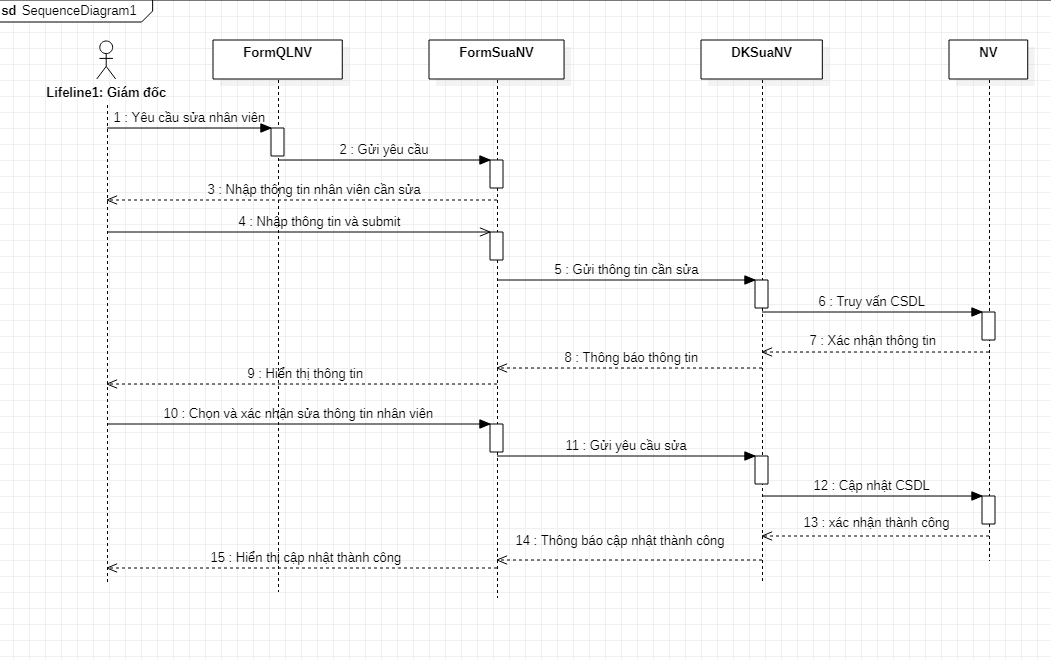 sd SequenceDiagram1
FormQLNV
FormSuaNV
DKSuaNV
NV
Lifeline1: Giám đốc
1 : Yêu cầu sửa nhân viên
2 : Gửi yêu cầu
3 : Nhập thông tin nhân viên cần sửa
4 : Nhập thông tin và submit
5 : Gửi thông tin cần sửa
6 : Truy vấn CSDL
7 : Xác nhận thông tin
8 : Thông báo thông tin
9 : Hiển thị thông tin
10 : Chọn và xác nhận sửa thông tin nhân viên
11 : Gửi yêu cầu sửa
12 : Cập nhật CSDL
13 : xác nhận thành công
14 : Thông báo cập nhật thành công
15 : Hiển thị cập nhật thành công